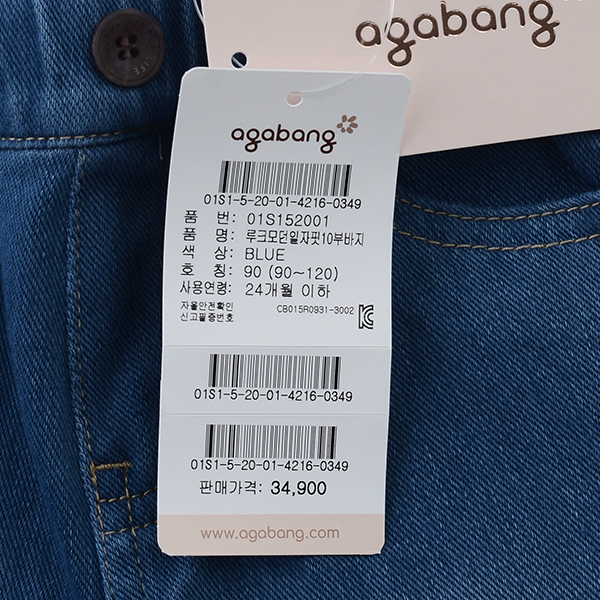 agabang
LIFE
agabang
01S1-5-20-01-4216-0349
품 번: 01S152001
품 명: 루크모던일자핏10부바지
색 상: BLUE
호 칭: 90 (90~120)
사용연령: 24개월 이하
자율안전확인
신고필증번호 CB015R0931-3002
01S1-5-20-01-4216-0349
01S1-5-20-01-4216-0349
판매가격: 34,900
www.agabang.com